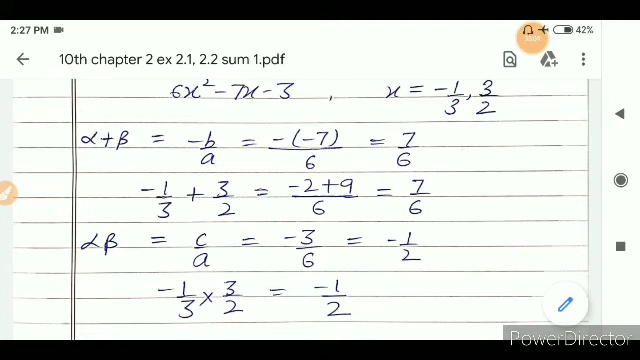 2:27PM 42%
10th chapter 2 ex 2.1, 2.2 sum 1.pdf
6x² - 7x - 3 , x = -1/3, 3/2
α+β = -b/a = -(-7)/6 = 7/6
-1/3 + 3/2 = -2+9/6 = 7/6
αβ = c/a = -3/6 = -1/2
-1/3 × 3/2 = -1/2
PowerDirector